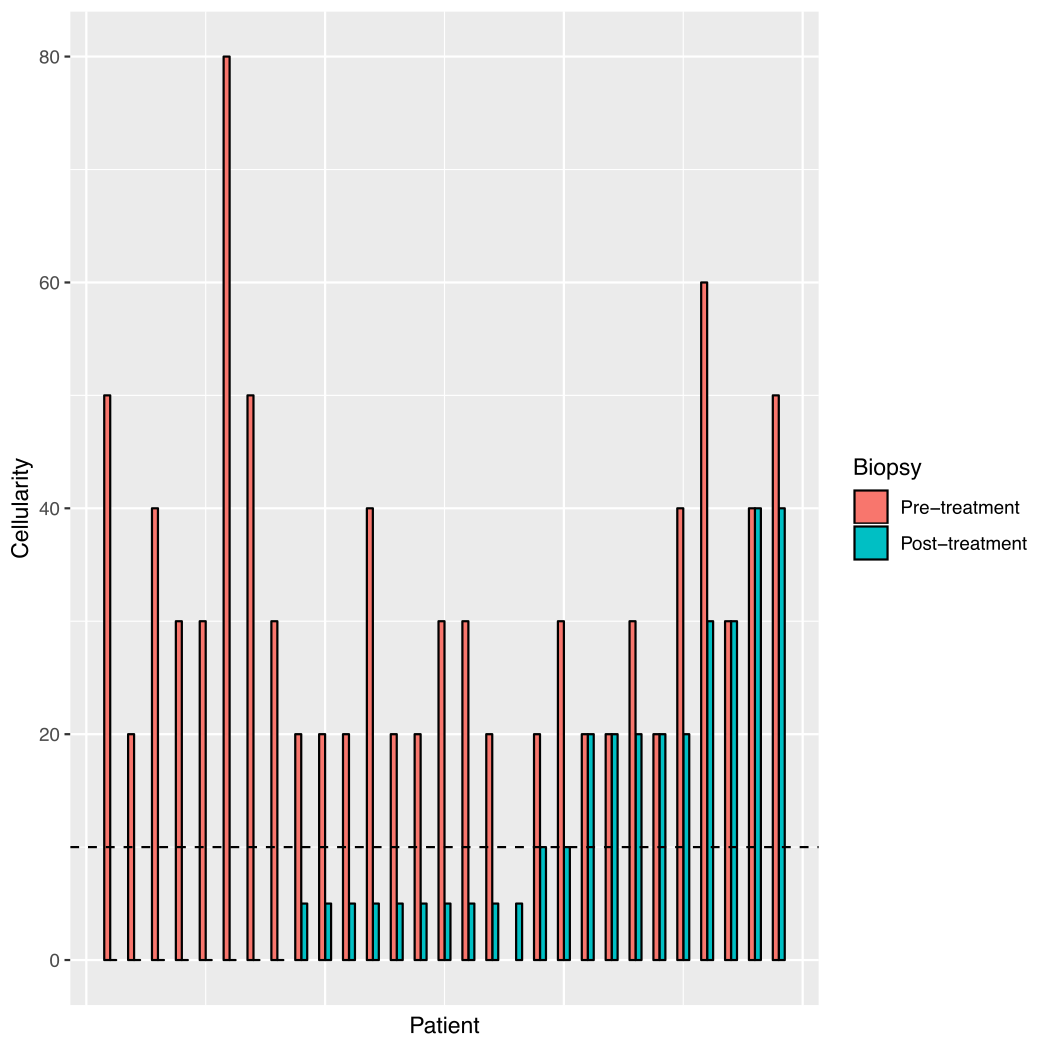 80
60
40
20
0
Cellularity
Patient
Biopsy
Pre−treatment
Post−treatment